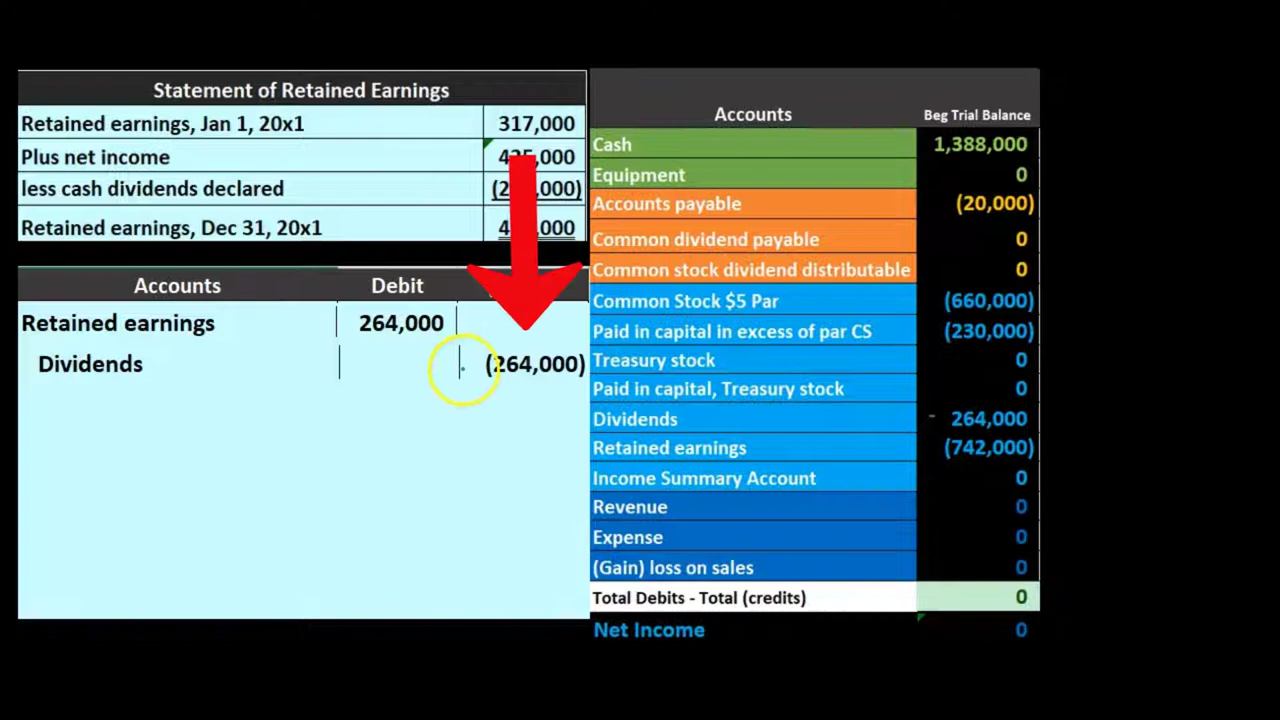 Statement of Retained Earnings
Retained earnings, Jan 1, 20x1 317,000
Plus net income
less cash dividends declared
Retained earnings, Dec 31, 20x1
Accounts Debit
Retained earnings 264,000
Dividends (264,000)
Accounts Beg Trial Balance
Cash 1,388,000
Equipment 0
Accounts payable (20,000)
Common dividend payable 0
Common stock dividend distributable 0
Common Stock $5 Par (660,000)
Paid in capital in excess of par CS (230,000)
Treasury stock 0
Paid in capital, Treasury stock 0
Dividends 264,000
Retained earnings (742,000)
Income Summary Account 0
Revenue 0
Expense 0
(Gain) loss on sales 0
Total Debits - Total (credits) 0
Net Income 0